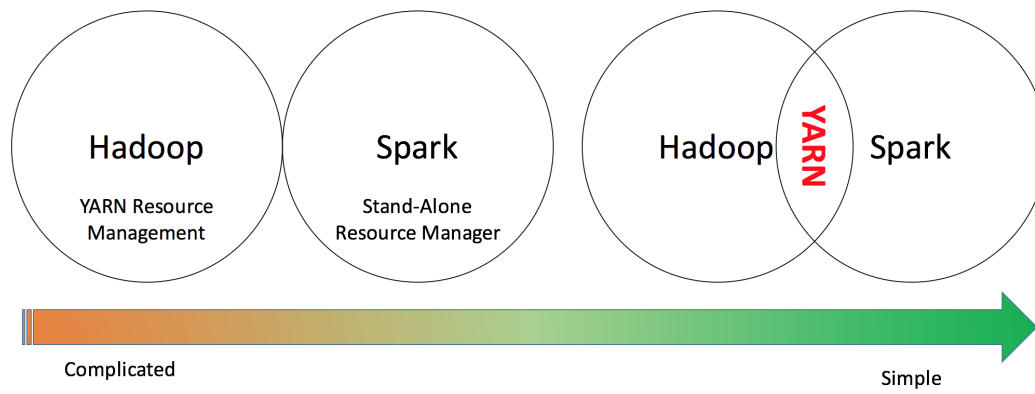 Hadoop
YARN Resource
Management
Spark
Stand-Alone
Resource Manager
Hadoop
YARN
Spark
Complicated
Simple